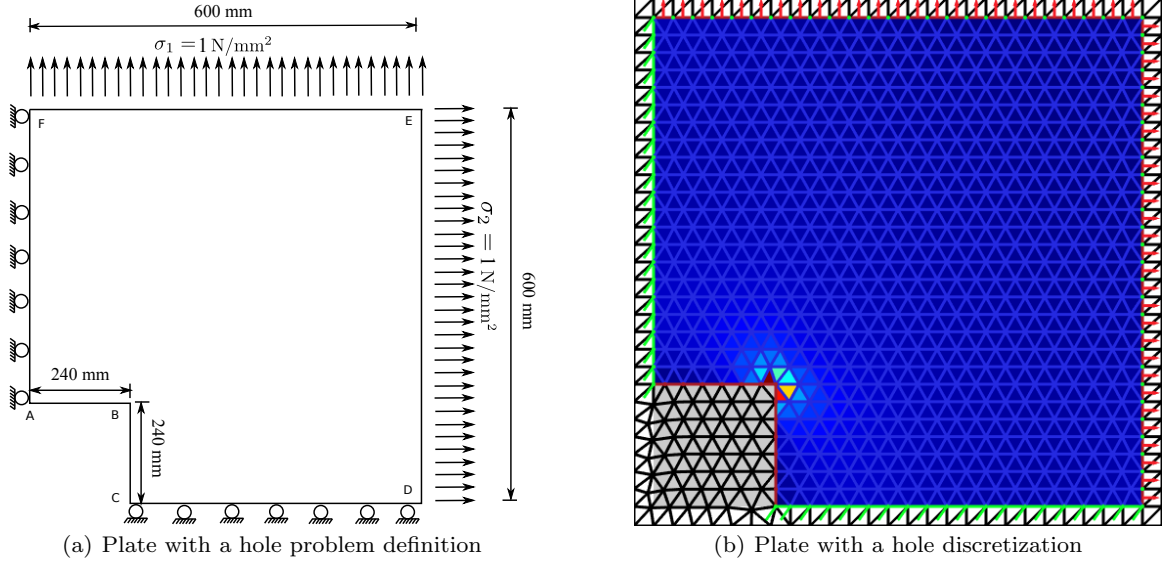 600 mm
σ₁ = 1 N/mm²
F
E
σ₂ = 1 N/mm²
600 mm
240 mm
A
B
240 mm
C
D
(a) Plate with a hole problem definition
(b) Plate with a hole discretization